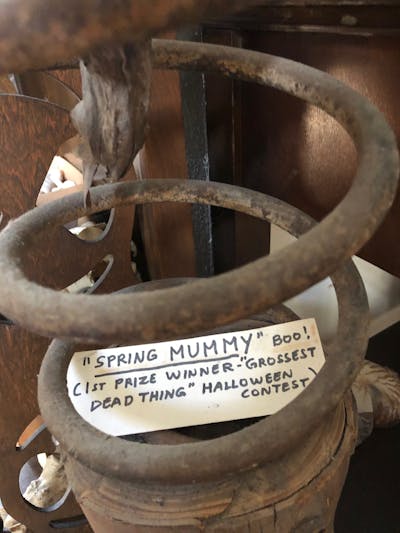 "SPRING MUMMY" BOO!
(1ST PRIZE WINNER-"GROSSEST
DEAD THING" HALLOWEEN
CONTEST)